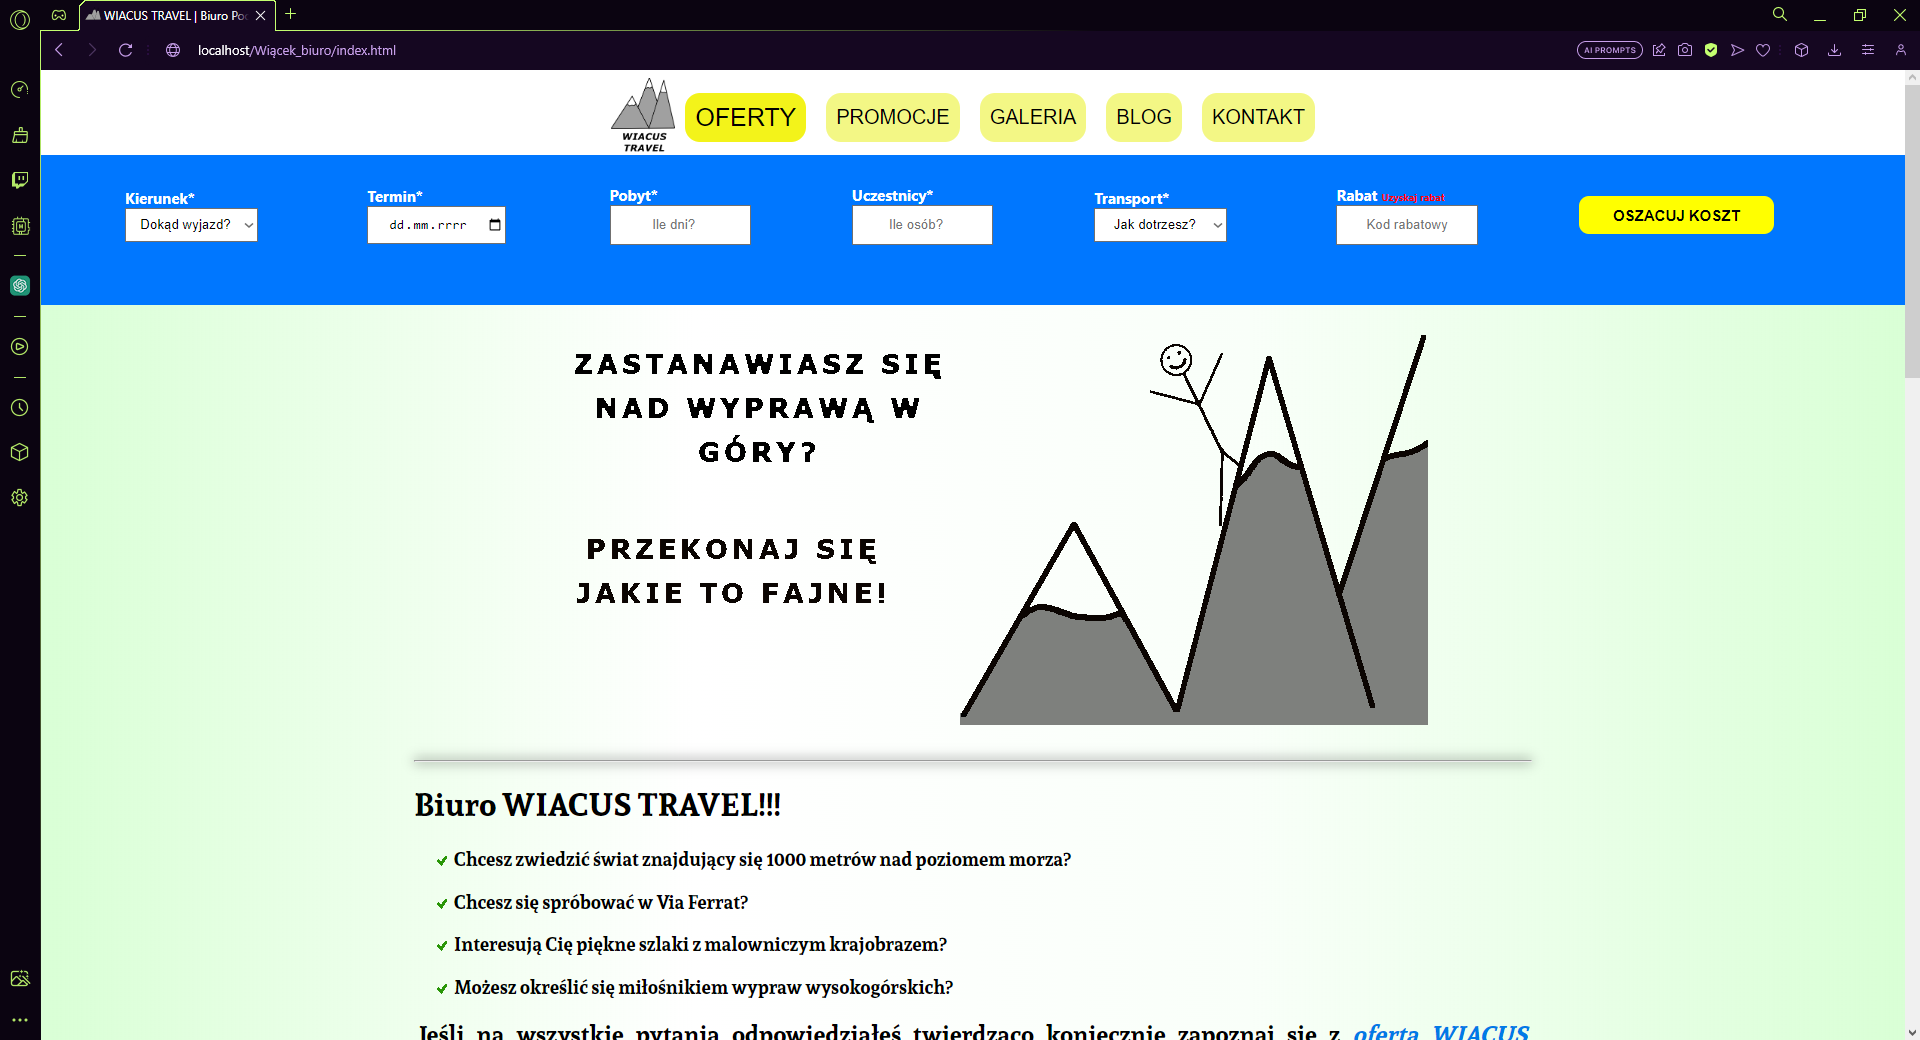 WIACUS TRAVEL | Biuro Po
localhost/Wiącek_biuro/index.html
AI PROMPTS
WIACUS
TRAVEL
OFERTY
PROMOCJE
GALERIA
BLOG
KONTAKT
Kierunek*
Dokąd wyjazd?
Termin*
dd.mm.rrrr
Pobyt*
Ile dni?
Uczestnicy*
Ile osób?
Transport*
Jak dotrzesz?
Rabat Uzyskaj rabat
Kod rabatowy
OSZACUJ KOSZT
ZASTANAWIASZ SIĘ
NAD WYPRAWĄ W
GÓRY?
PRZEKONAJ SIĘ
JAKIE TO FAJNE!
Biuro WIACUS TRAVEL!!!
Chcesz zwiedzić świat znajdujący się 1000 metrów nad poziomem morza?
Chcesz się spróbować w Via Ferrat?
Interesują Cię piękne szlaki z malowniczym krajobrazem?
Możesz określić się miłośnikiem wypraw wysokogórskich?
Jeśli na wszystkie pytania odpowiedziałeś twierdząco koniecznie zapoznaj się z ofertą WIACUS